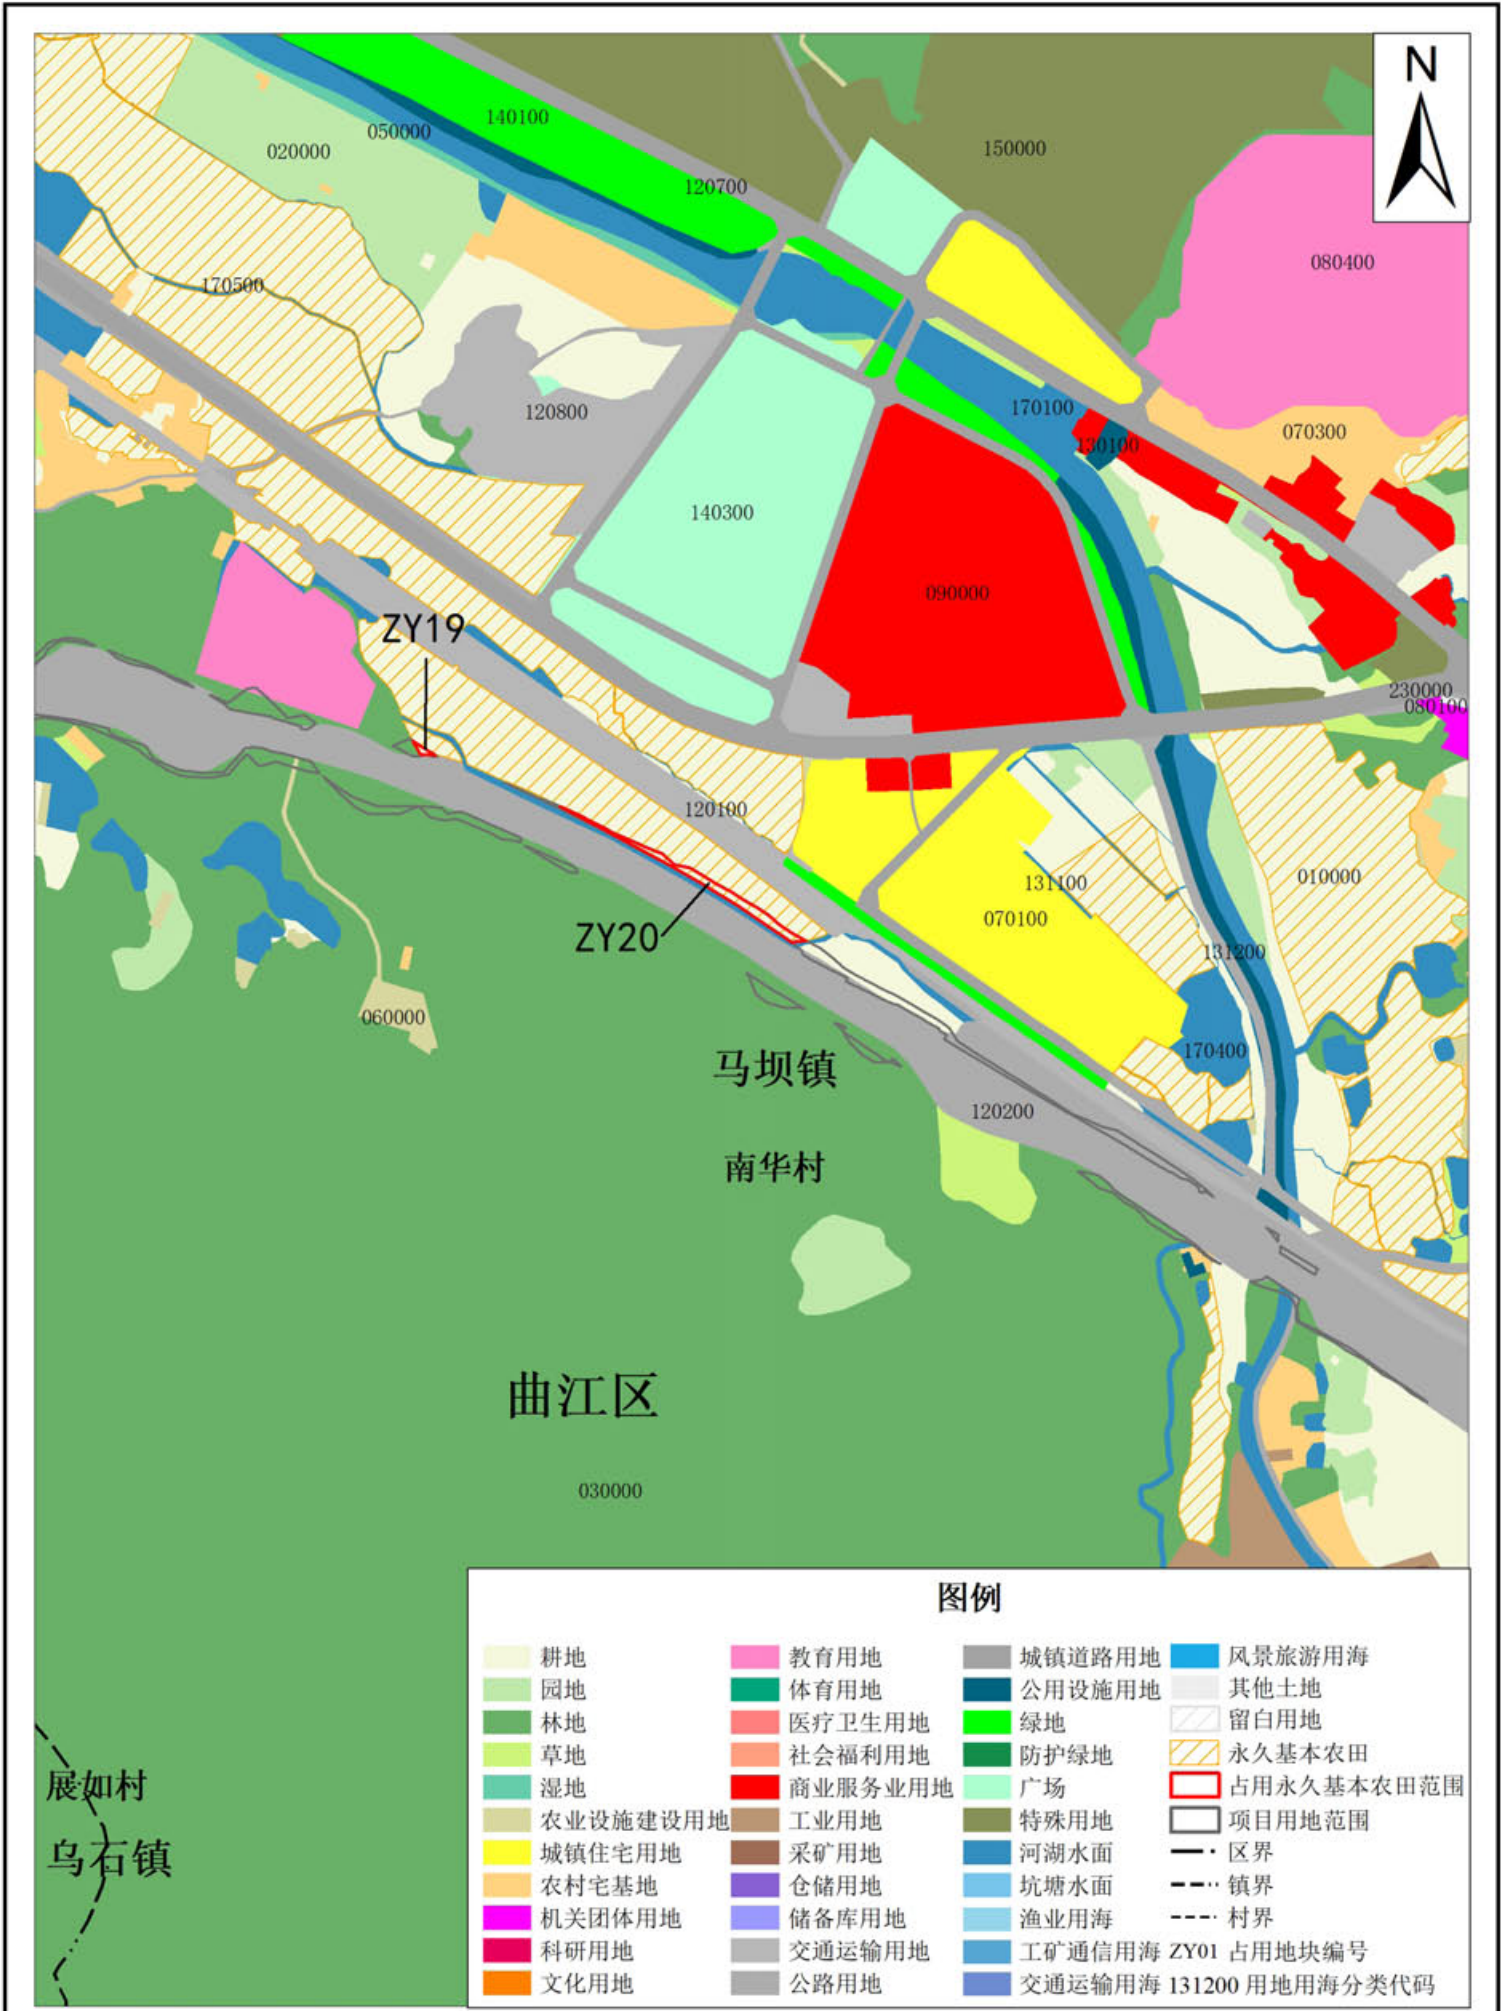 N
140100
050000
020000
150000
120700
080400
170500
120800
170100
070300
130100
140300
090000
ZY19
230000
080100
120100
131100
010000
070100
ZY20
131200
060000
170400
马坝镇
120200
南华村
曲江区
030000
展如村
乌石镇
图例
耕地
园地
林地
草地
湿地
农业设施建设用地
城镇住宅用地
农村宅基地
机关团体用地
科研用地
文化用地
教育用地
体育用地
医疗卫生用地
社会福利用地
商业服务业用地
工业用地
采矿用地
仓储用地
储备库用地
交通运输用地
公路用地
城镇道路用地
公用设施用地
绿地
防护绿地
广场
特殊用地
河湖水面
坑塘水面
渔业用海
工矿通信用海
交通运输用海
风景旅游用海
其他土地
留白用地
永久基本农田
占用永久基本农田范围
项目用地范围
区界
镇界
村界
ZY01 占用地块编号
131200 用地用海分类代码